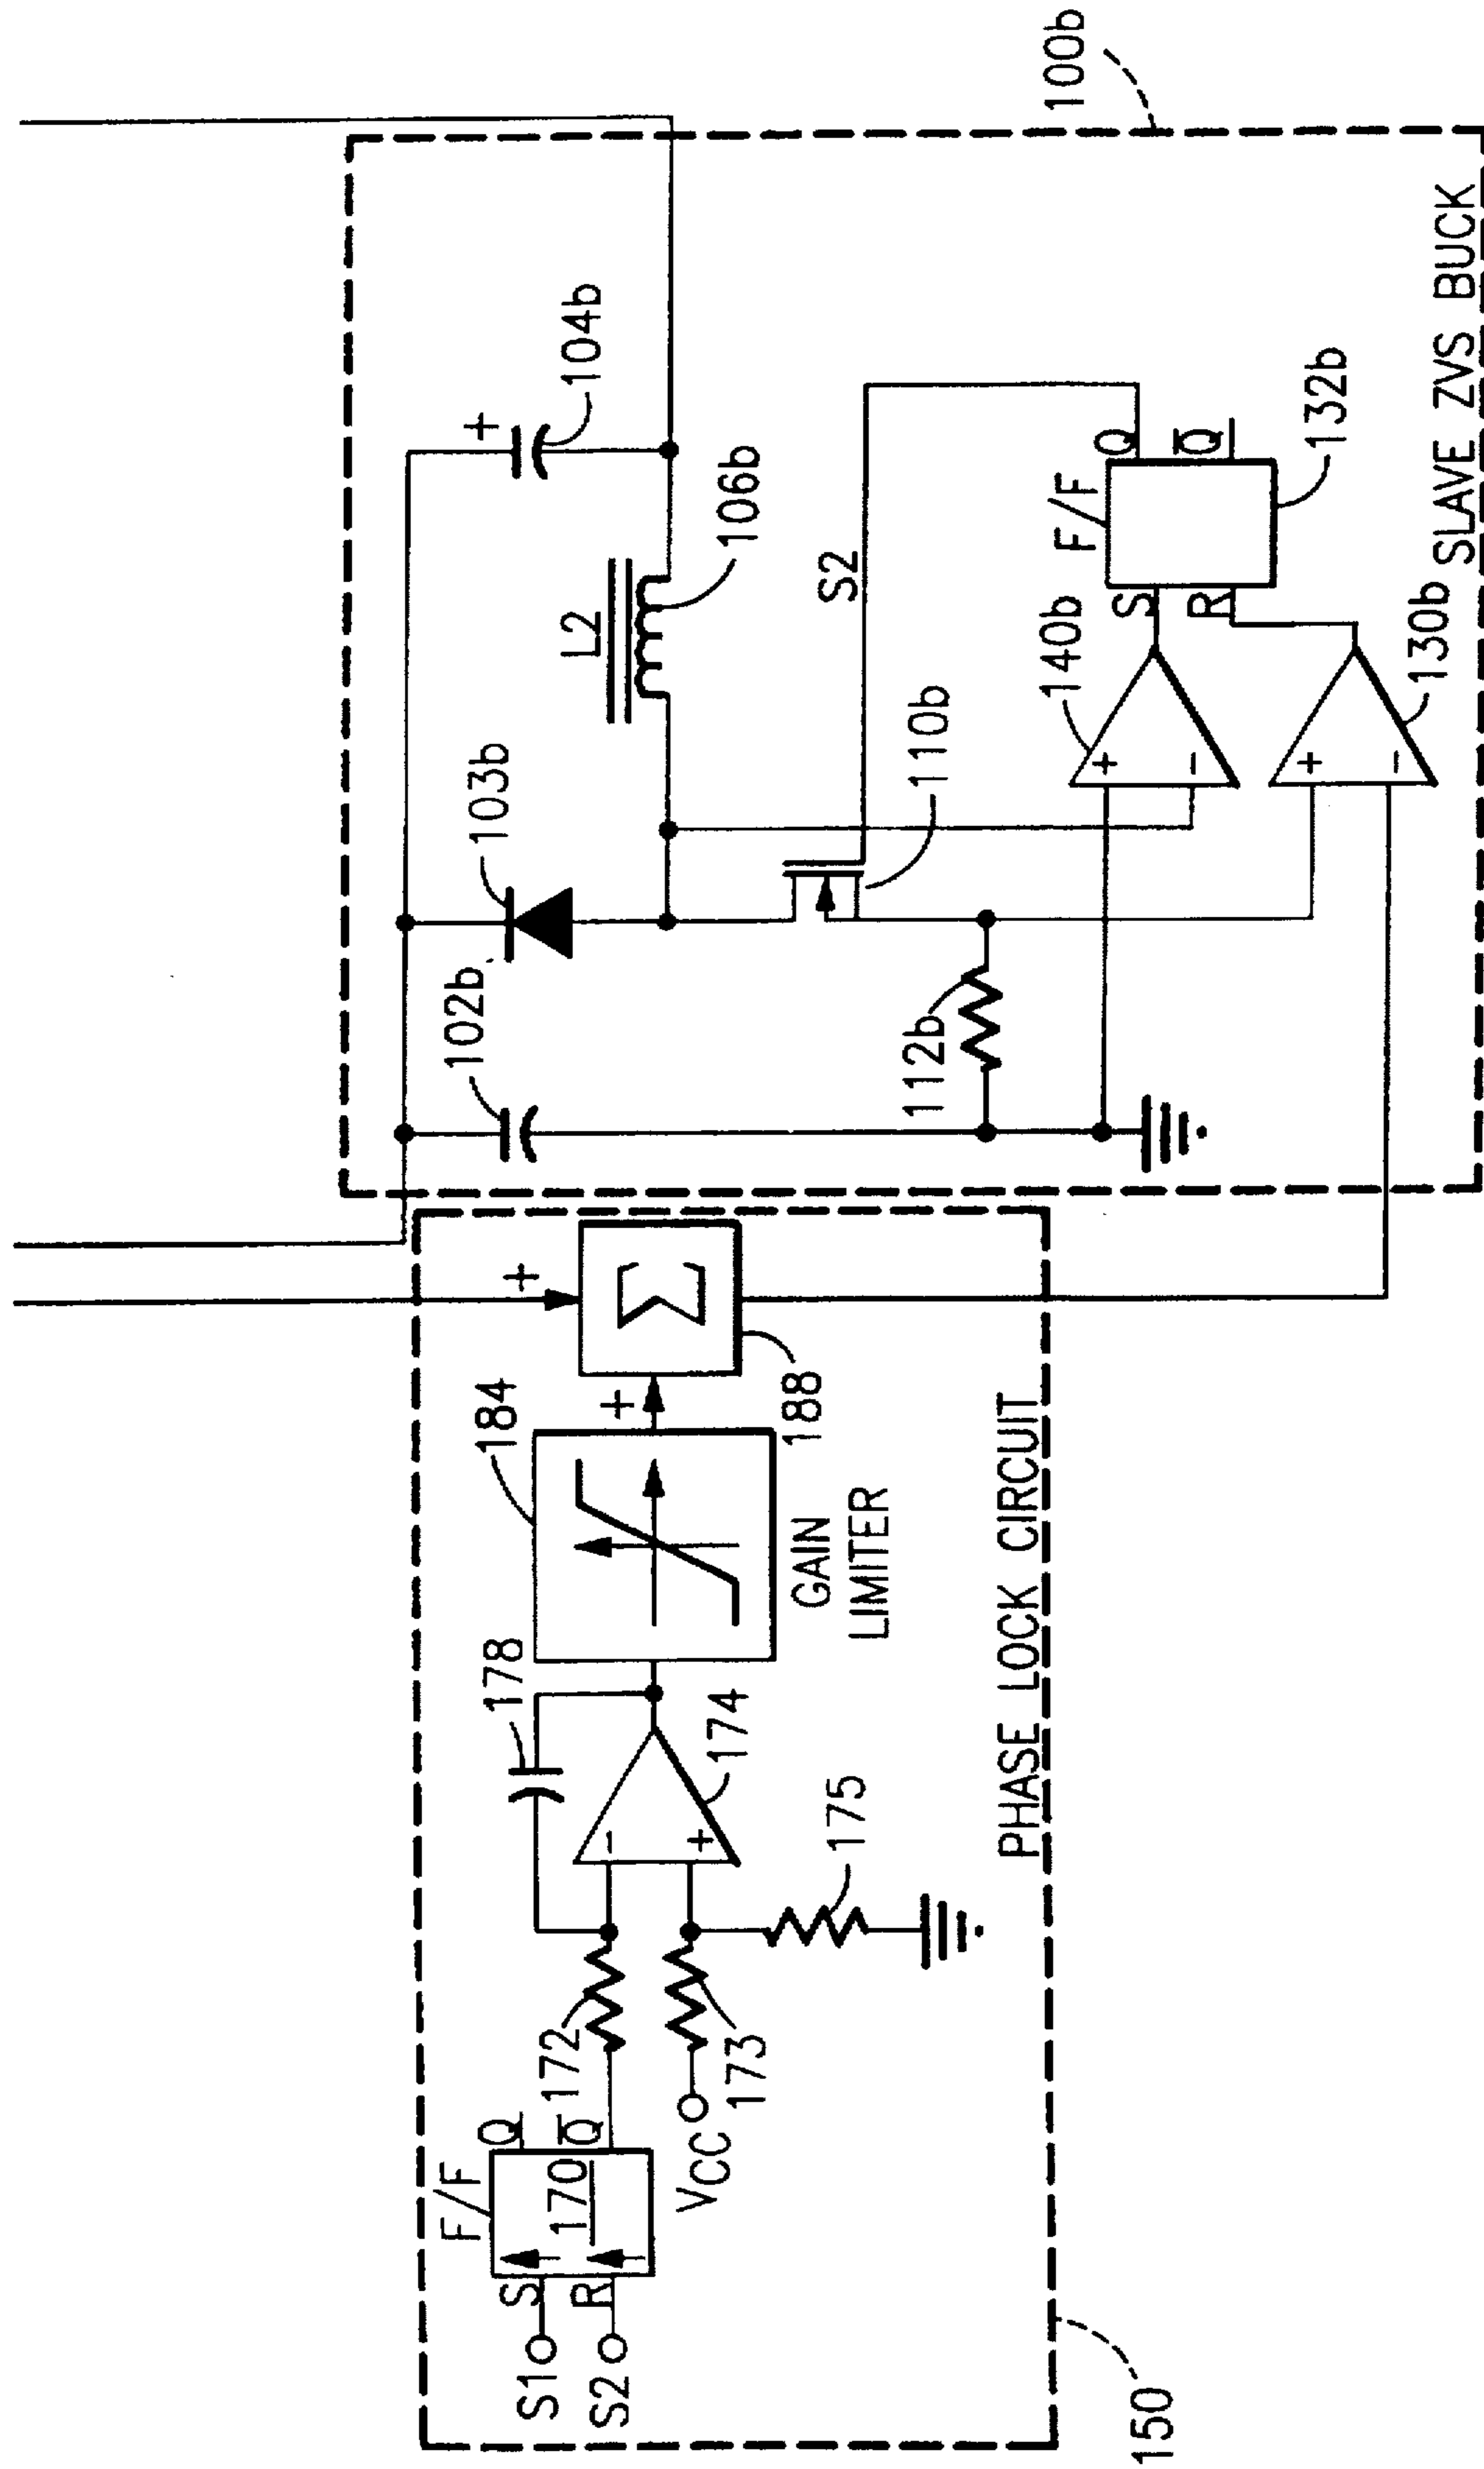 100b
104b
L2
106b
103b
102b
S2
F/F
Q
Q
S
R
132b
140b
130b
110b
112b
SLAVE ZVS BUCK
+
+
-
+
-
+
Σ
188
+
184
GAIN
LIMITER
178
174
-
+
175
172
173
VCC
F/F
170
Q
Q
S
R
S1
S2
PHASE LOCK CIRCUIT
150